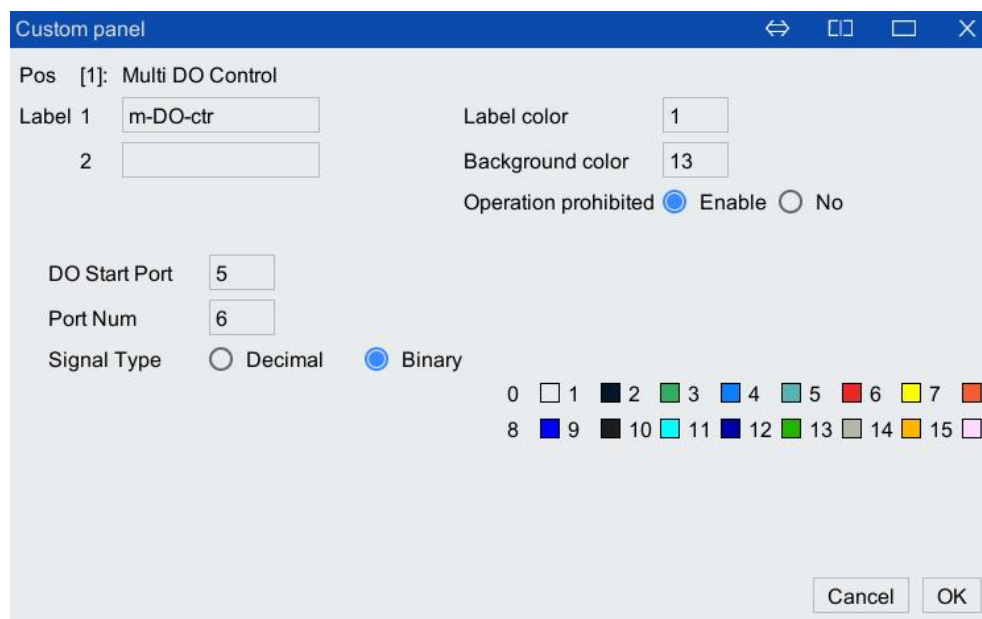 Custom panel
Pos [1]: Multi DO Control
Label 1 m-DO-ctr Label color 1
2 Background color 13
Operation prohibited Enable No
DO Start Port 5
Port Num 6
Signal Type Decimal Binary
0 1 2 3 4 5 6 7
8 9 10 11 12 13 14 15
Cancel OK